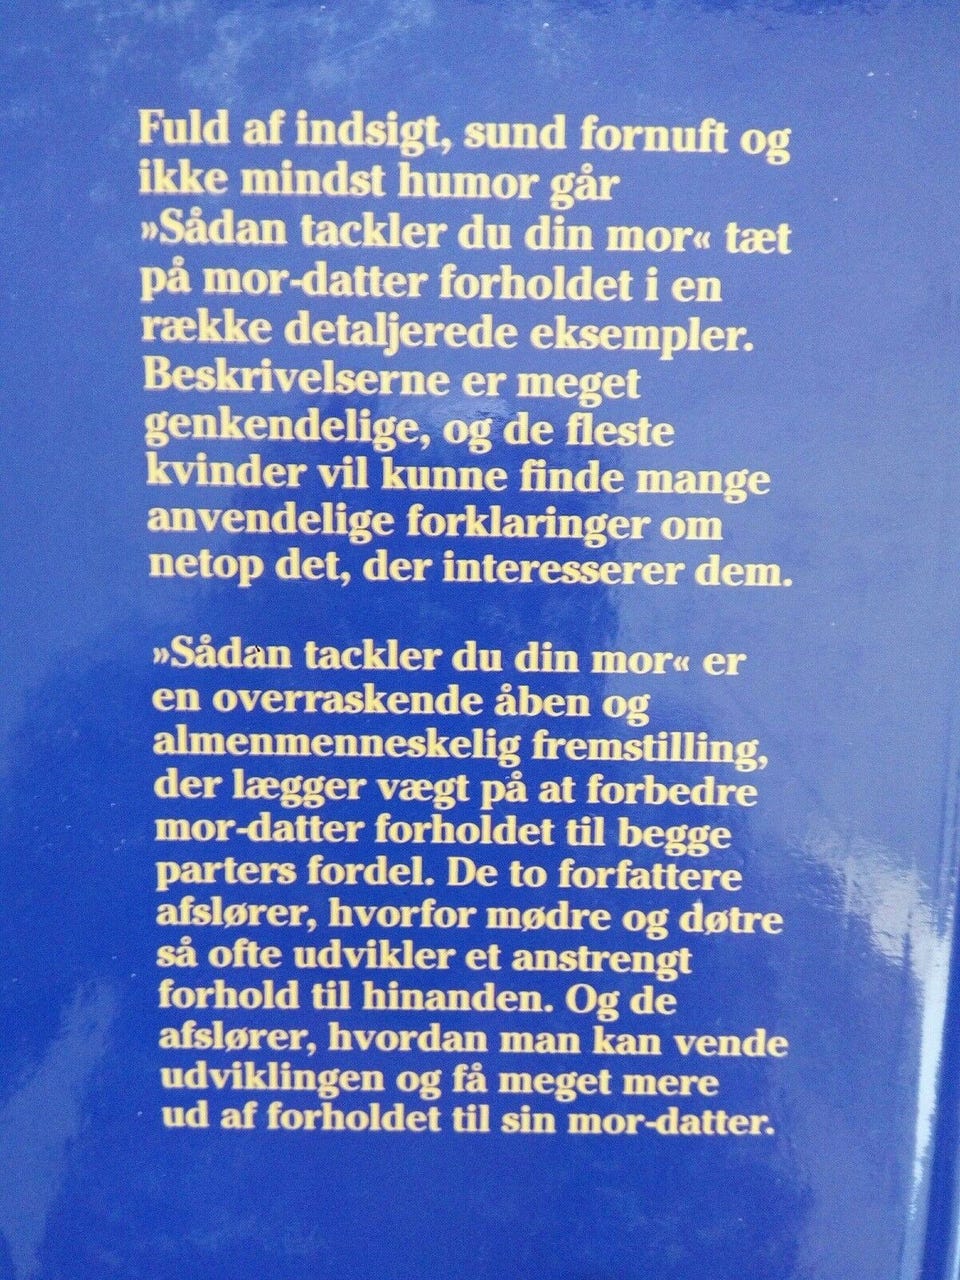 Fuld af indsigt, sund fornuft og
ikke mindst humor går
»Sådan tackler du din mor« tæt
på mor-datter forholdet i en
række detaljerede eksempler.
Beskrivelserne er meget
genkendelige, og de fleste
kvinder vil kunne finde mange
anvendelige forklaringer om
netop det, der interesserer dem.
»Sådan tackler du din mor« er
en overraskende åben og
almenmenneskelig fremstilling,
der lægger vægt på at forbedre
mor-datter forholdet til begge
parters fordel. De to forfattere
afslører, hvorfor mødre og døtre
så ofte udvikler et anstrengt
forhold til hinanden. Og de
afslører, hvordan man kan vende
udviklingen og få meget mere
ud af forholdet til sin mor-datter.